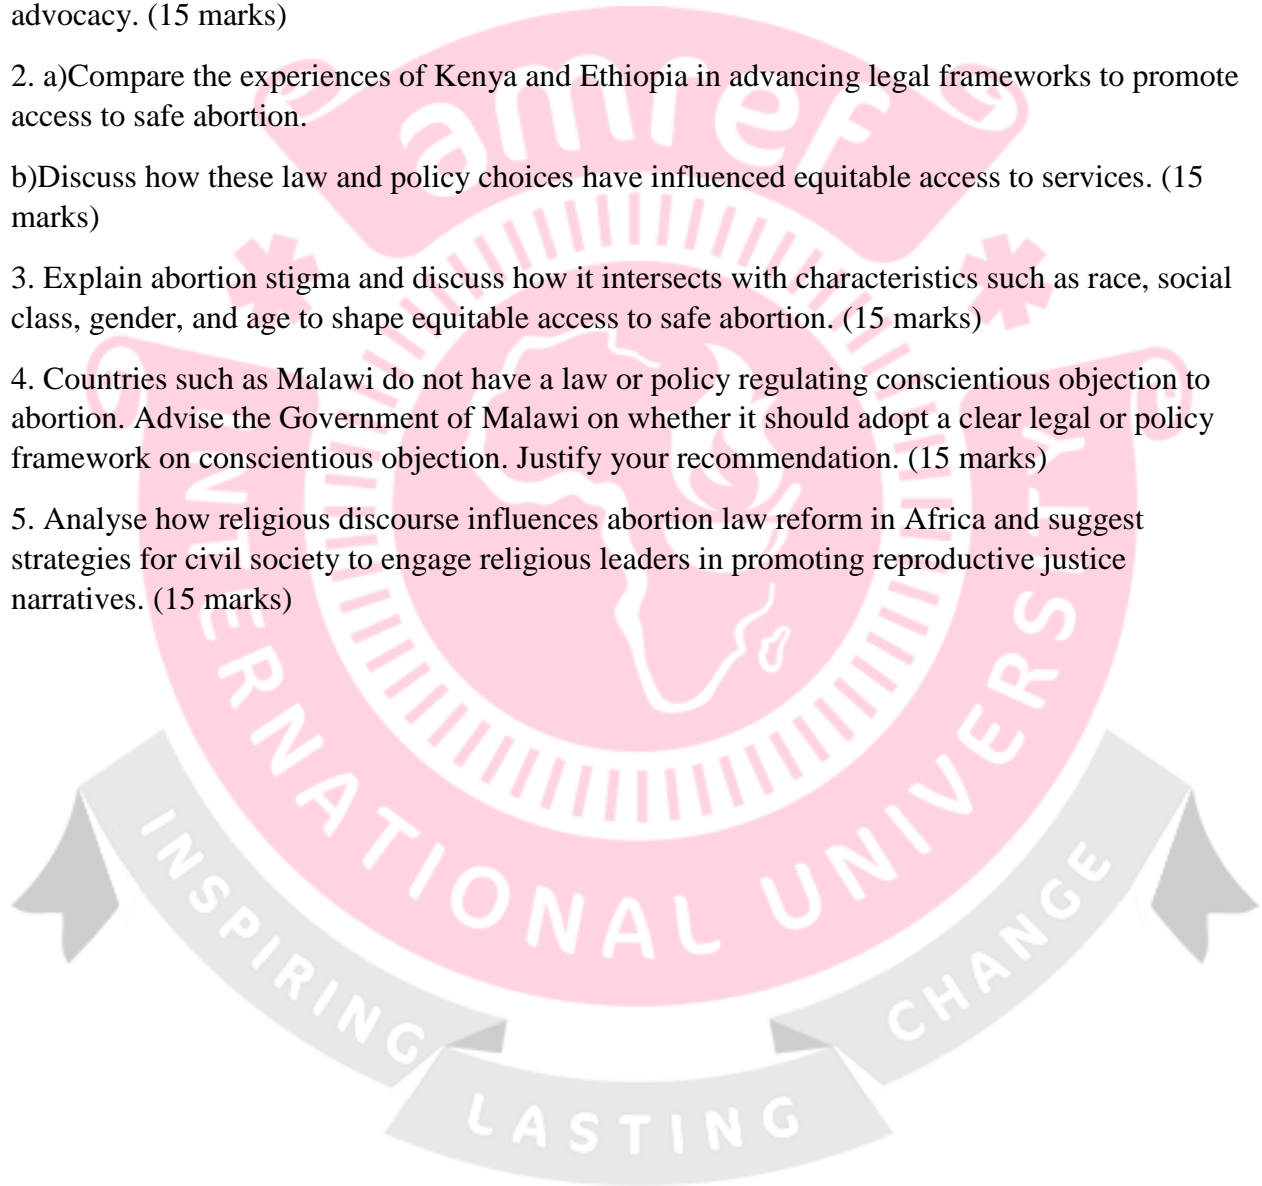 advocacy. (15 marks)
2. a)Compare the experiences of Kenya and Ethiopia in advancing legal frameworks to promote
access to safe abortion.
b)Discuss how these law and policy choices have influenced equitable access to services. (15
marks)
3. Explain abortion stigma and discuss how it intersects with characteristics such as race, social
class, gender, and age to shape equitable access to safe abortion. (15 marks)
4. Countries such as Malawi do not have a law or policy regulating conscientious objection to
abortion. Advise the Government of Malawi on whether it should adopt a clear legal or policy
framework on conscientious objection. Justify your recommendation. (15 marks)
5. Analyse how religious discourse influences abortion law reform in Africa and suggest
strategies for civil society to engage religious leaders in promoting reproductive justice
narratives. (15 marks)
amref
INTERNATIONAL UNIVERSITY
INSPIRING LASTING CHANGE